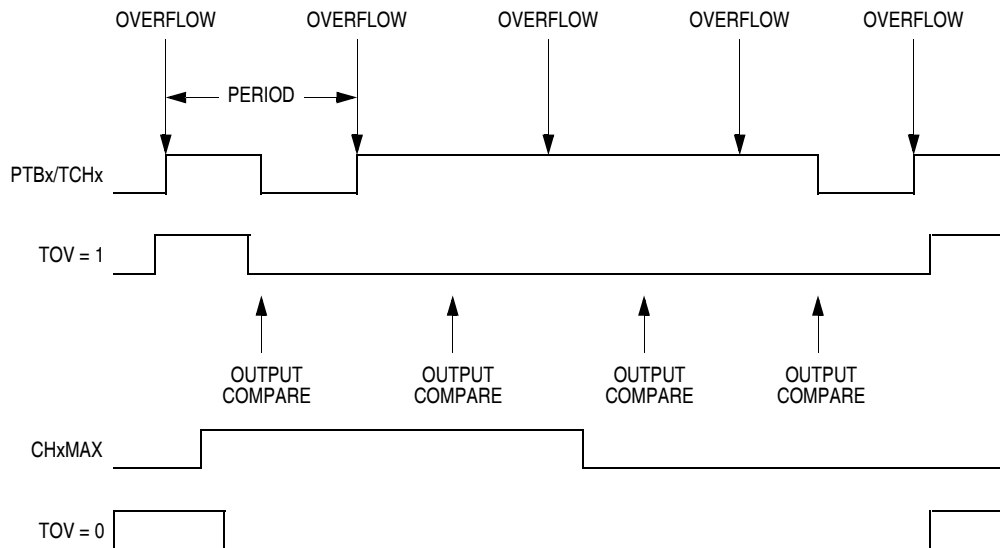 OVERFLOW OVERFLOW OVERFLOW OVERFLOW OVERFLOW
PERIOD
PTBx/TCHx
TOV = 1
OUTPUT COMPARE
OUTPUT COMPARE
OUTPUT COMPARE
OUTPUT COMPARE
CHxMAX
TOV = 0